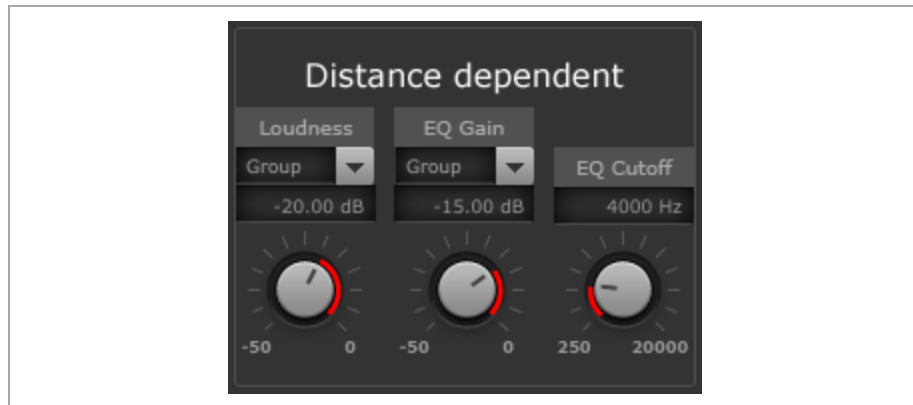 Distance dependent
Loudness EQ Gain
Group Group EQ Cutoff
-20.00 dB -15.00 dB 4000 Hz
-50 0 -50 0 250 20000